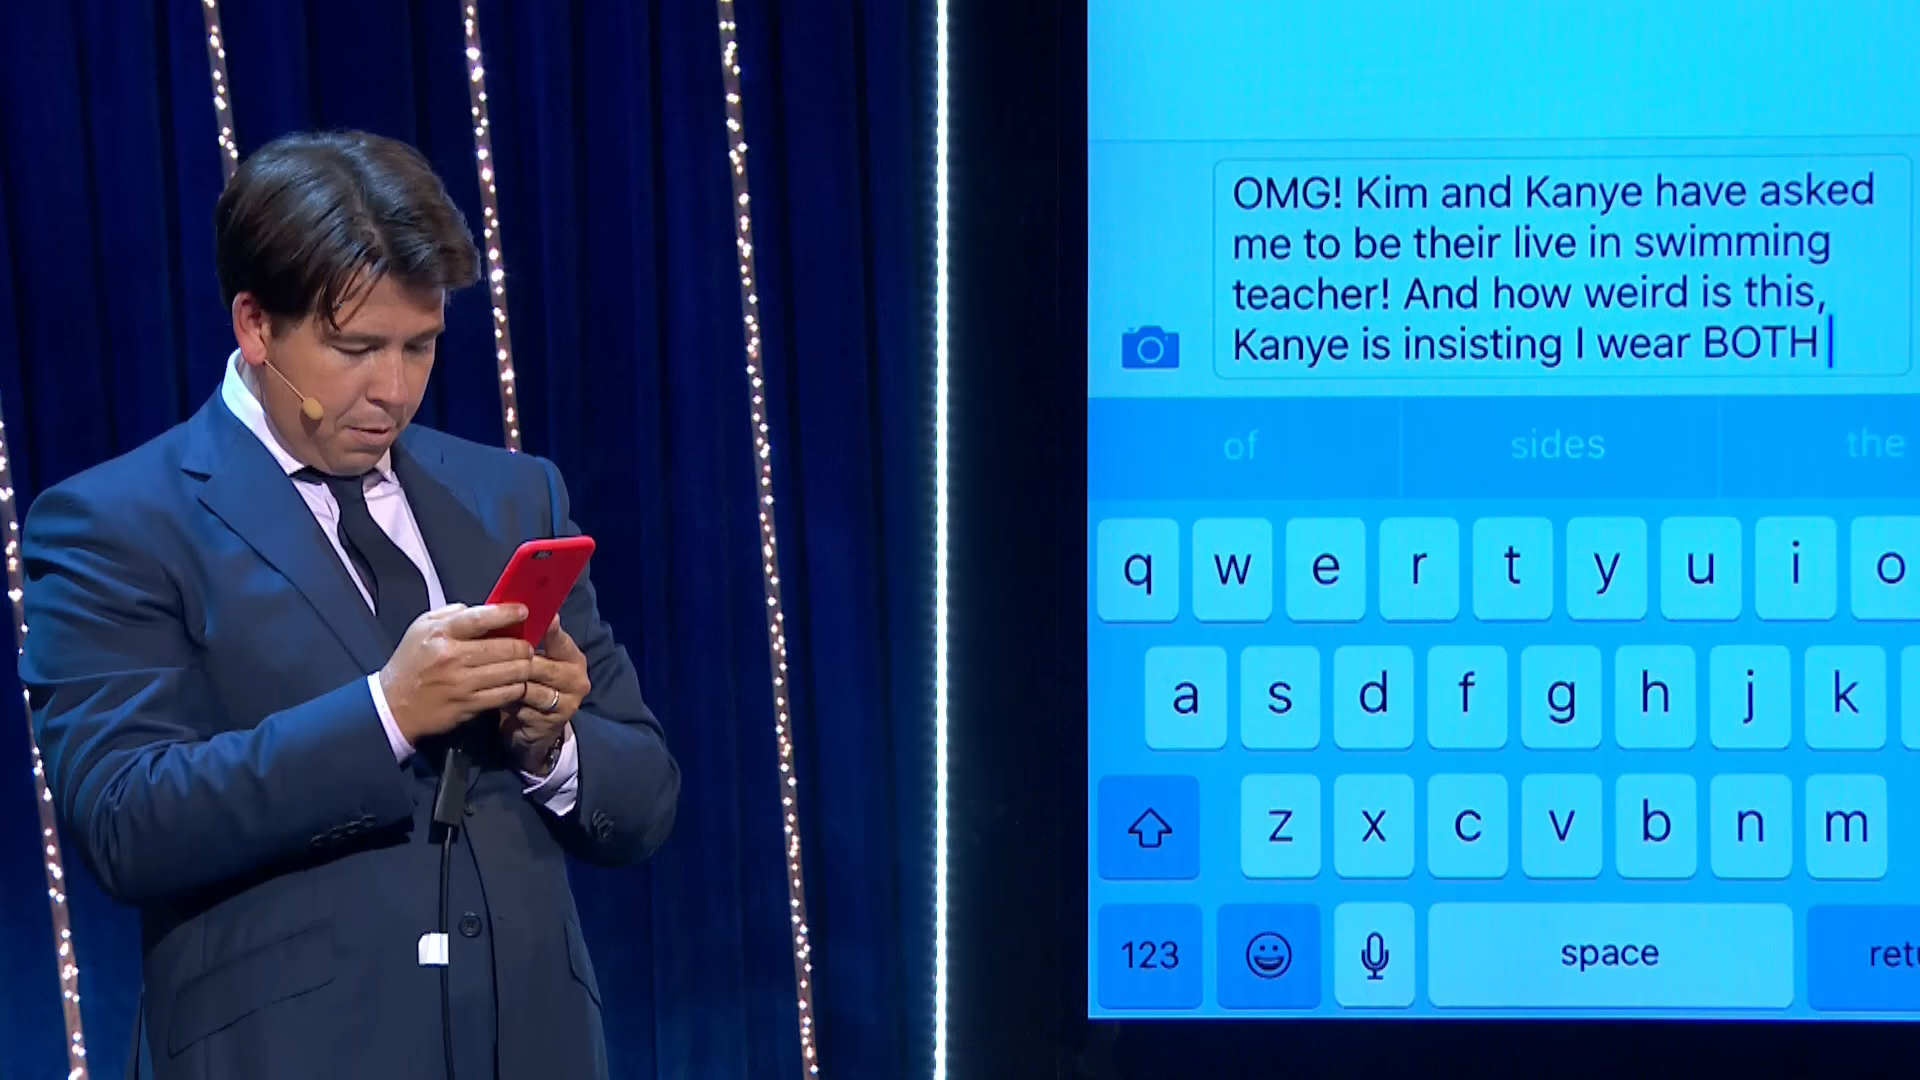 OMG! Kim and Kanye have asked
me to be their live in swimming
teacher! And how weird is this,
Kanye is insisting I wear BOTH
of sides the
q w e r t y u i o
a s d f g h j k
z x c v b n m
123 space retu